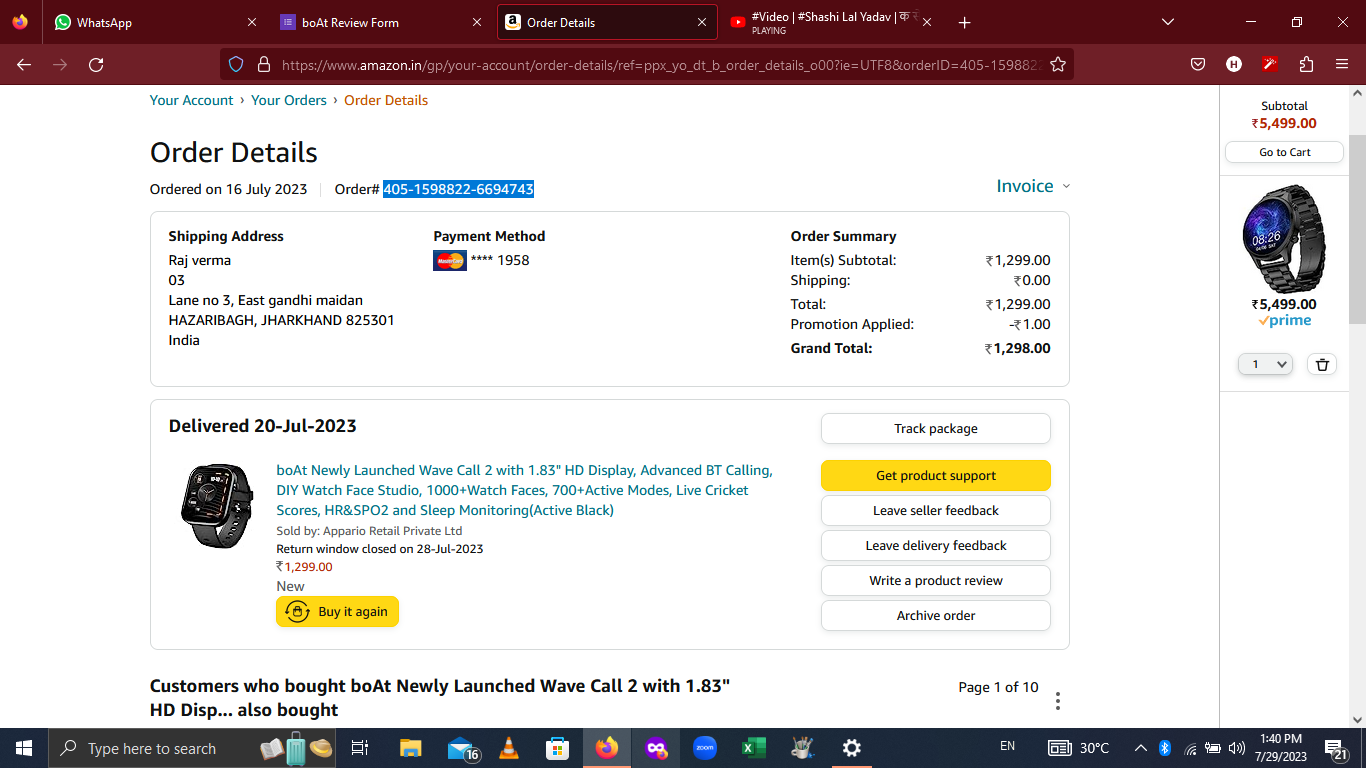 WhatsApp
boAt Review Form
Order Details
#Video | #Shashi Lal Yadav |
PLAYING
https://www.amazon.in/gp/your-account/order-details/ref=ppx_yo_dt_b_order_details_o00?ie=UTF8&orderID=405-1598822
H
Your Account › Your Orders › Order Details
Order Details
Ordered on 16 July 2023 | Order# 405-1598822-6694743
Invoice
Shipping Address
Raj verma
03
Lane no 3, East gandhi maidan
HAZARIBAGH, JHARKHAND 825301
India
Payment Method
MasterCard **** 1958
Order Summary
Item(s) Subtotal: ₹1,299.00
Shipping: ₹0.00
Total: ₹1,299.00
Promotion Applied: -₹1.00
Grand Total: ₹1,298.00
Delivered 20-Jul-2023
boAt Newly Launched Wave Call 2 with 1.83" HD Display, Advanced BT Calling,
DIY Watch Face Studio, 1000+Watch Faces, 700+Active Modes, Live Cricket
Scores, HR&SPO2 and Sleep Monitoring(Active Black)
Sold by: Appario Retail Private Ltd
Return window closed on 28-Jul-2023
₹1,299.00
New
Buy it again
Track package
Get product support
Leave seller feedback
Leave delivery feedback
Write a product review
Archive order
Customers who bought boAt Newly Launched Wave Call 2 with 1.83"
HD Disp... also bought
Page 1 of 10
Subtotal
₹5,499.00
Go to Cart
08:26
₹5,499.00
prime
1
Type here to search
16
zoom
EN
30°C
1:40 PM
7/29/2023
21